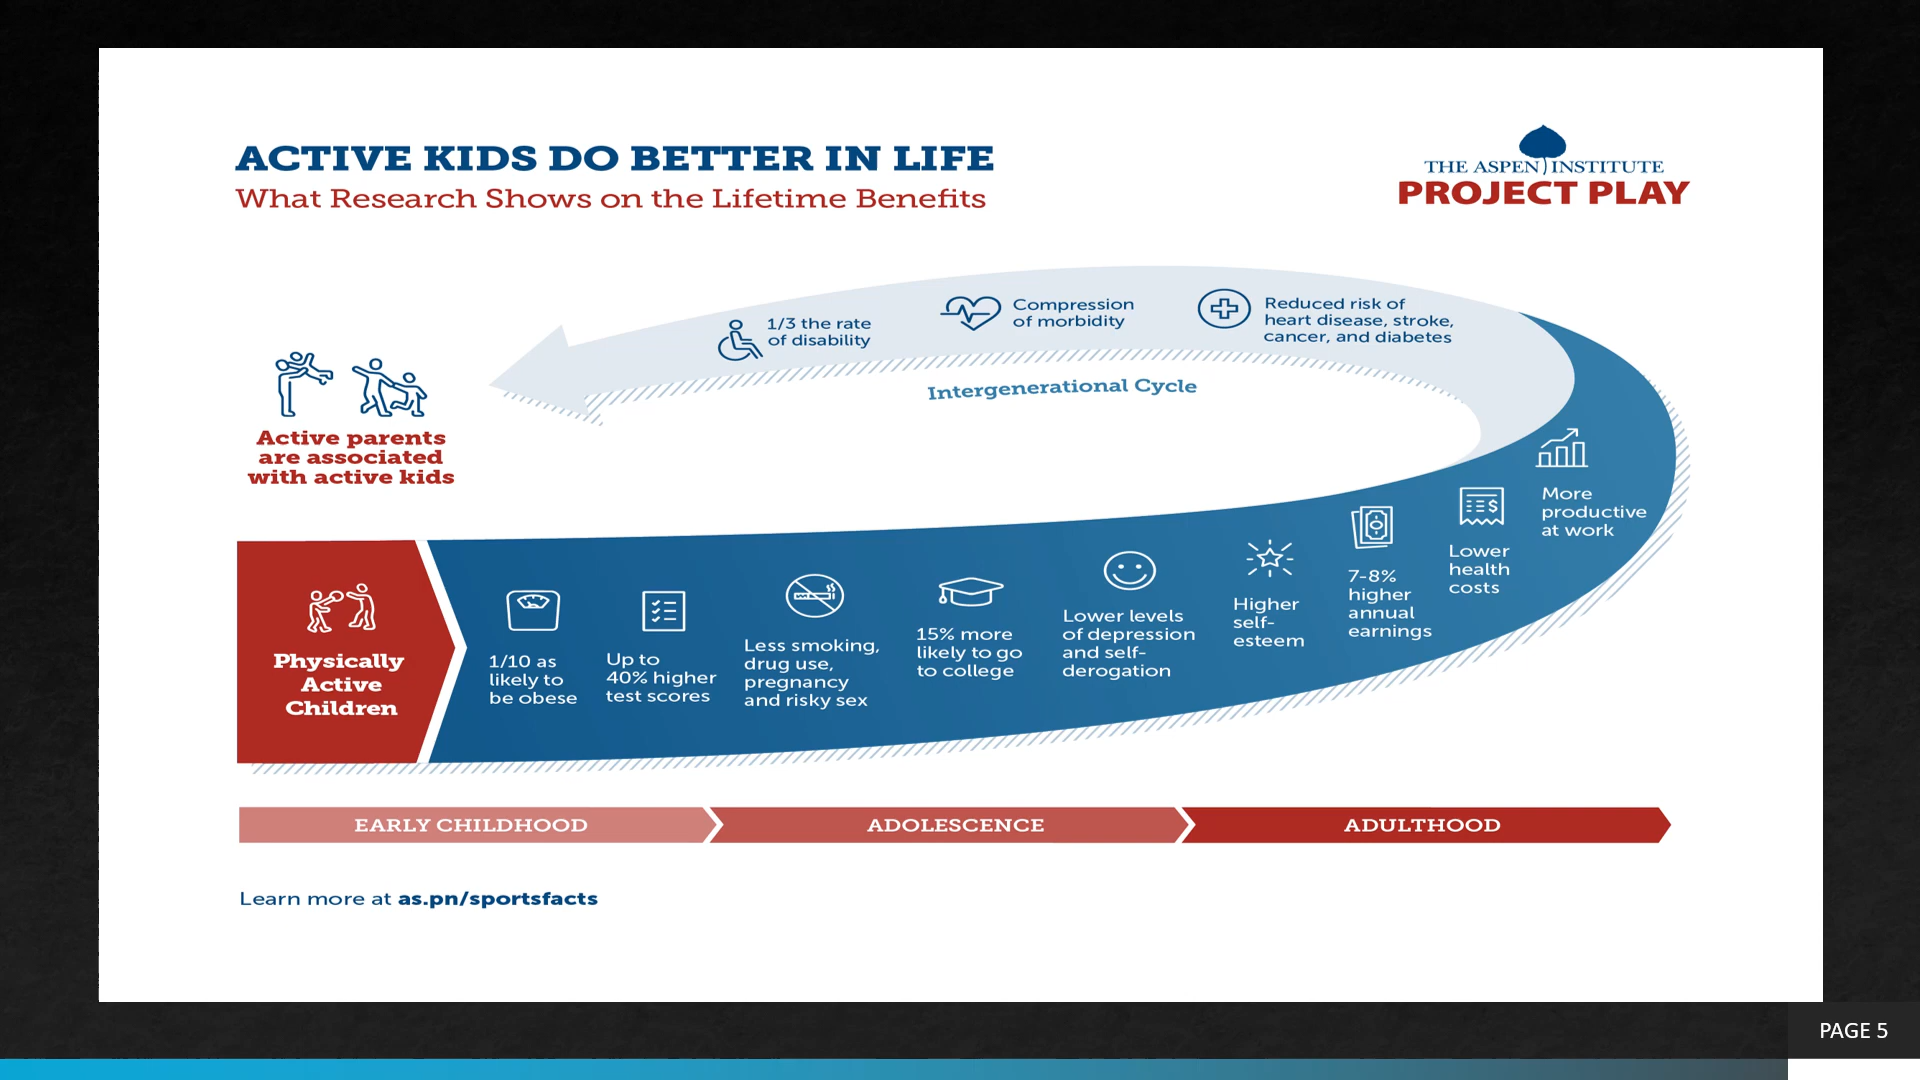 ACTIVE KIDS DO BETTER IN LIFE
What Research Shows on the Lifetime Benefits
THE ASPEN INSTITUTE
PROJECT PLAY
1/3 the rate
of disability
Compression
of morbidity
Reduced risk of
heart disease, stroke,
cancer, and diabetes
Intergenerational Cycle
Active parents
are associated
with active kids
Physically
Active
Children
1/10 as
likely to
be obese
Up to
40% higher
test scores
Less smoking,
drug use,
pregnancy
and risky sex
15% more
likely to go
to college
Lower levels
of depression
and self-
derogation
Higher
self-
esteem
7-8%
higher
annual
earnings
Lower
health
costs
More
productive
at work
EARLY CHILDHOOD
ADOLESCENCE
ADULTHOOD
Learn more at as.pn/sportsfacts
PAGE 5